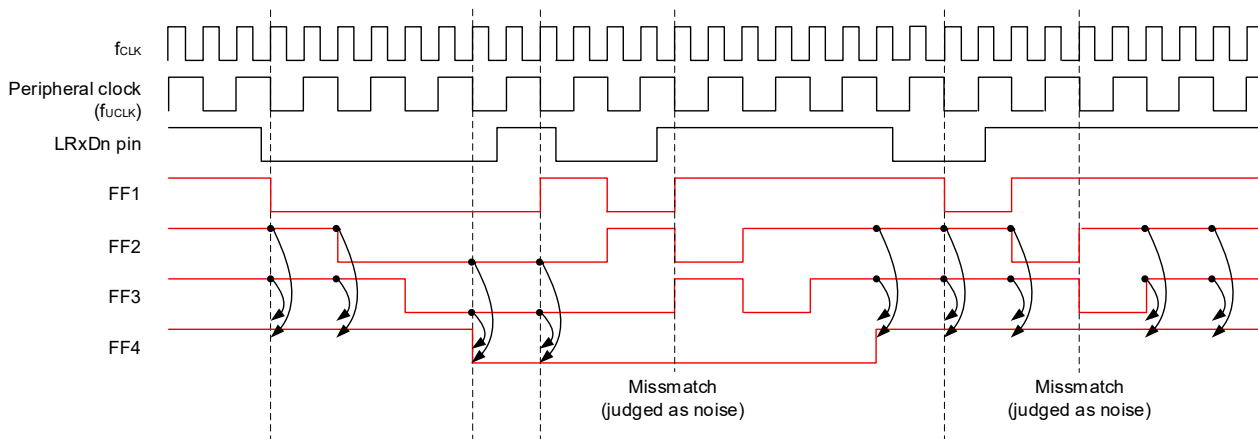 fCLK
Peripheral clock
(fUCLK)
LRxDn pin
FF1
FF2
FF3
FF4
Missmatch
(judged as noise)
Missmatch
(judged as noise)